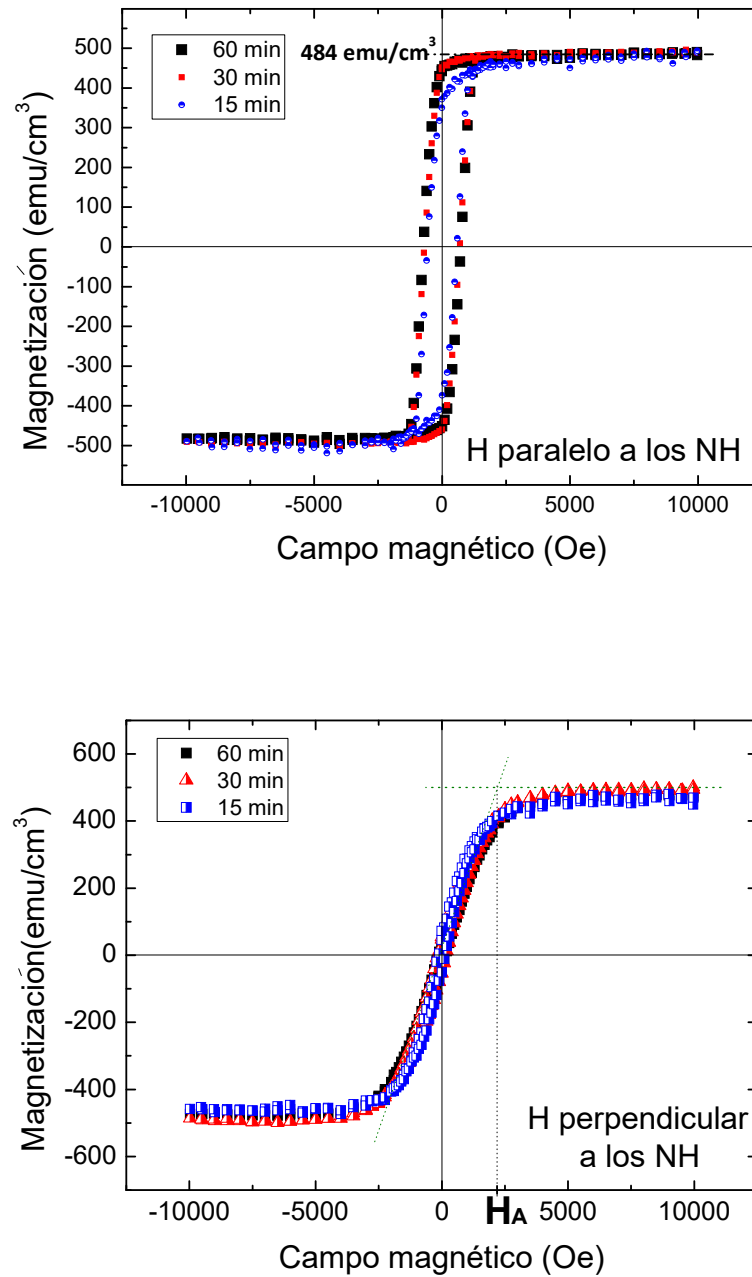 500
400
300
200
100
0
-100
-200
-300
-400
-500
Magnetización (emu/cm³)
60 min
30 min
15 min
484 emu/cm³
H paralelo a los NH
-10000 -5000 0 5000 10000
Campo magnético (Oe)
600
400
200
0
-200
-400
-600
Magnetización(emu/cm³)
60 min
30 min
15 min
H perpendicular
a los NH
-10000 -5000 0 HA 5000 10000
Campo magnético (Oe)